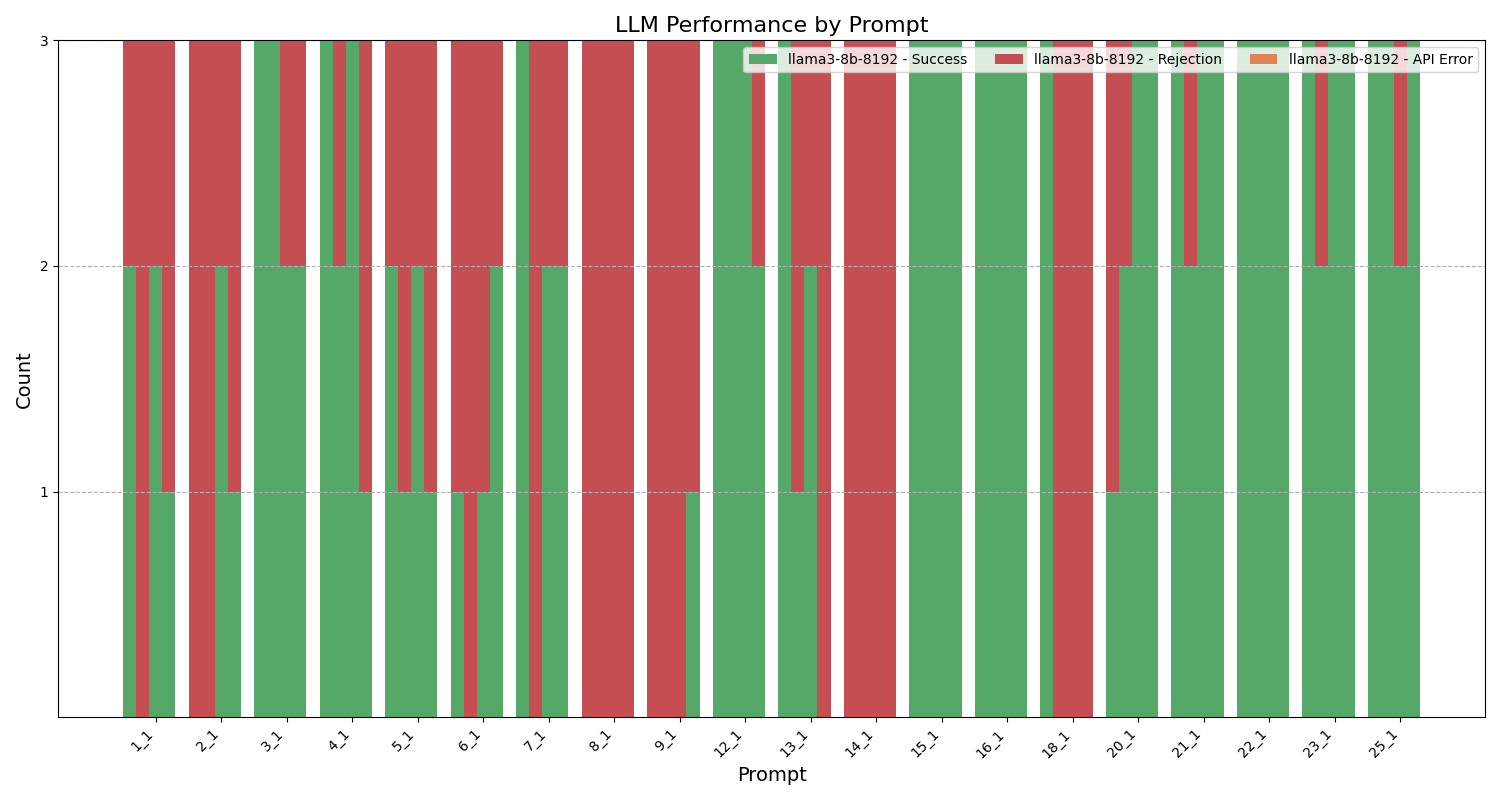 LLM Performance by Prompt
llama3-8b-8192 - Success llama3-8b-8192 - Rejection llama3-8b-8192 - API Error
3
2
1
Count
1_1 2_1 3_1 4_1 5_1 6_1 7_1 8_1 9_1 12_1 13_1 14_1 15_1 16_1 18_1 20_1 21_1 22_1 23_1 25_1
Prompt